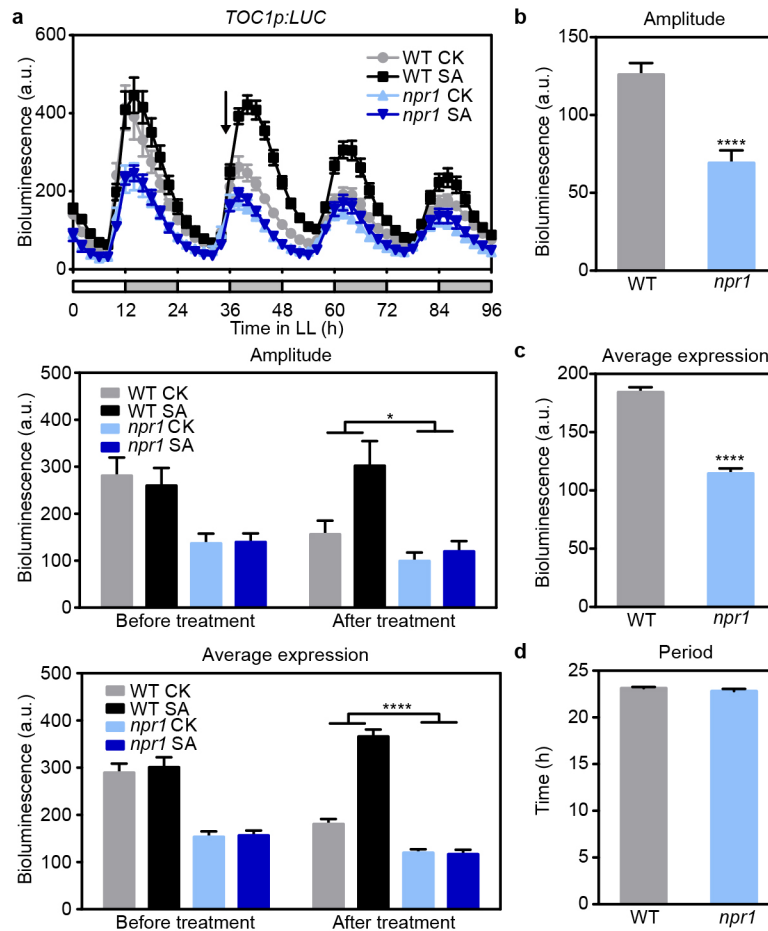 a
TOC1p:LUC
600
400
200
0
Bioluminescence (a.u.)
WT CK
WT SA
npr1 CK
npr1 SA
0 12 24 36 48 60 72 84 96
Time in LL (h)
Amplitude
500
400
300
200
100
0
Bioluminescence (a.u.)
WT CK
WT SA
npr1 CK
npr1 SA
*
Before treatment
After treatment
Average expression
500
400
300
200
100
0
Bioluminescence (a.u.)
WT CK
WT SA
npr1 CK
npr1 SA
****
Before treatment
After treatment
b
Amplitude
150
100
50
0
Bioluminescence (a.u.)
****
WT
npr1
c
Average expression
200
150
100
50
0
Bioluminescence (a.u.)
****
WT
npr1
d
Period
25
20
15
10
5
0
Time (h)
WT
npr1